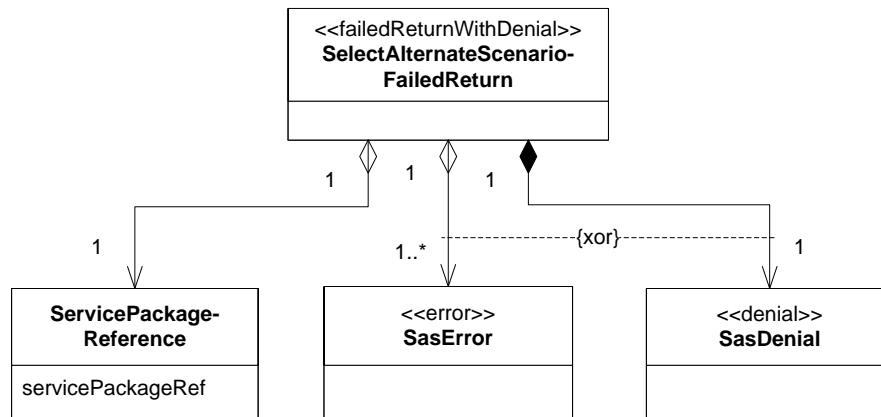 <<failedReturnWithDenial>>
SelectAlternateScenario-
FailedReturn
1
1
1
1
1..*
{xor}
1
ServicePackage-
Reference
servicePackageRef
<<error>>
SasError
<<denial>>
SasDenial